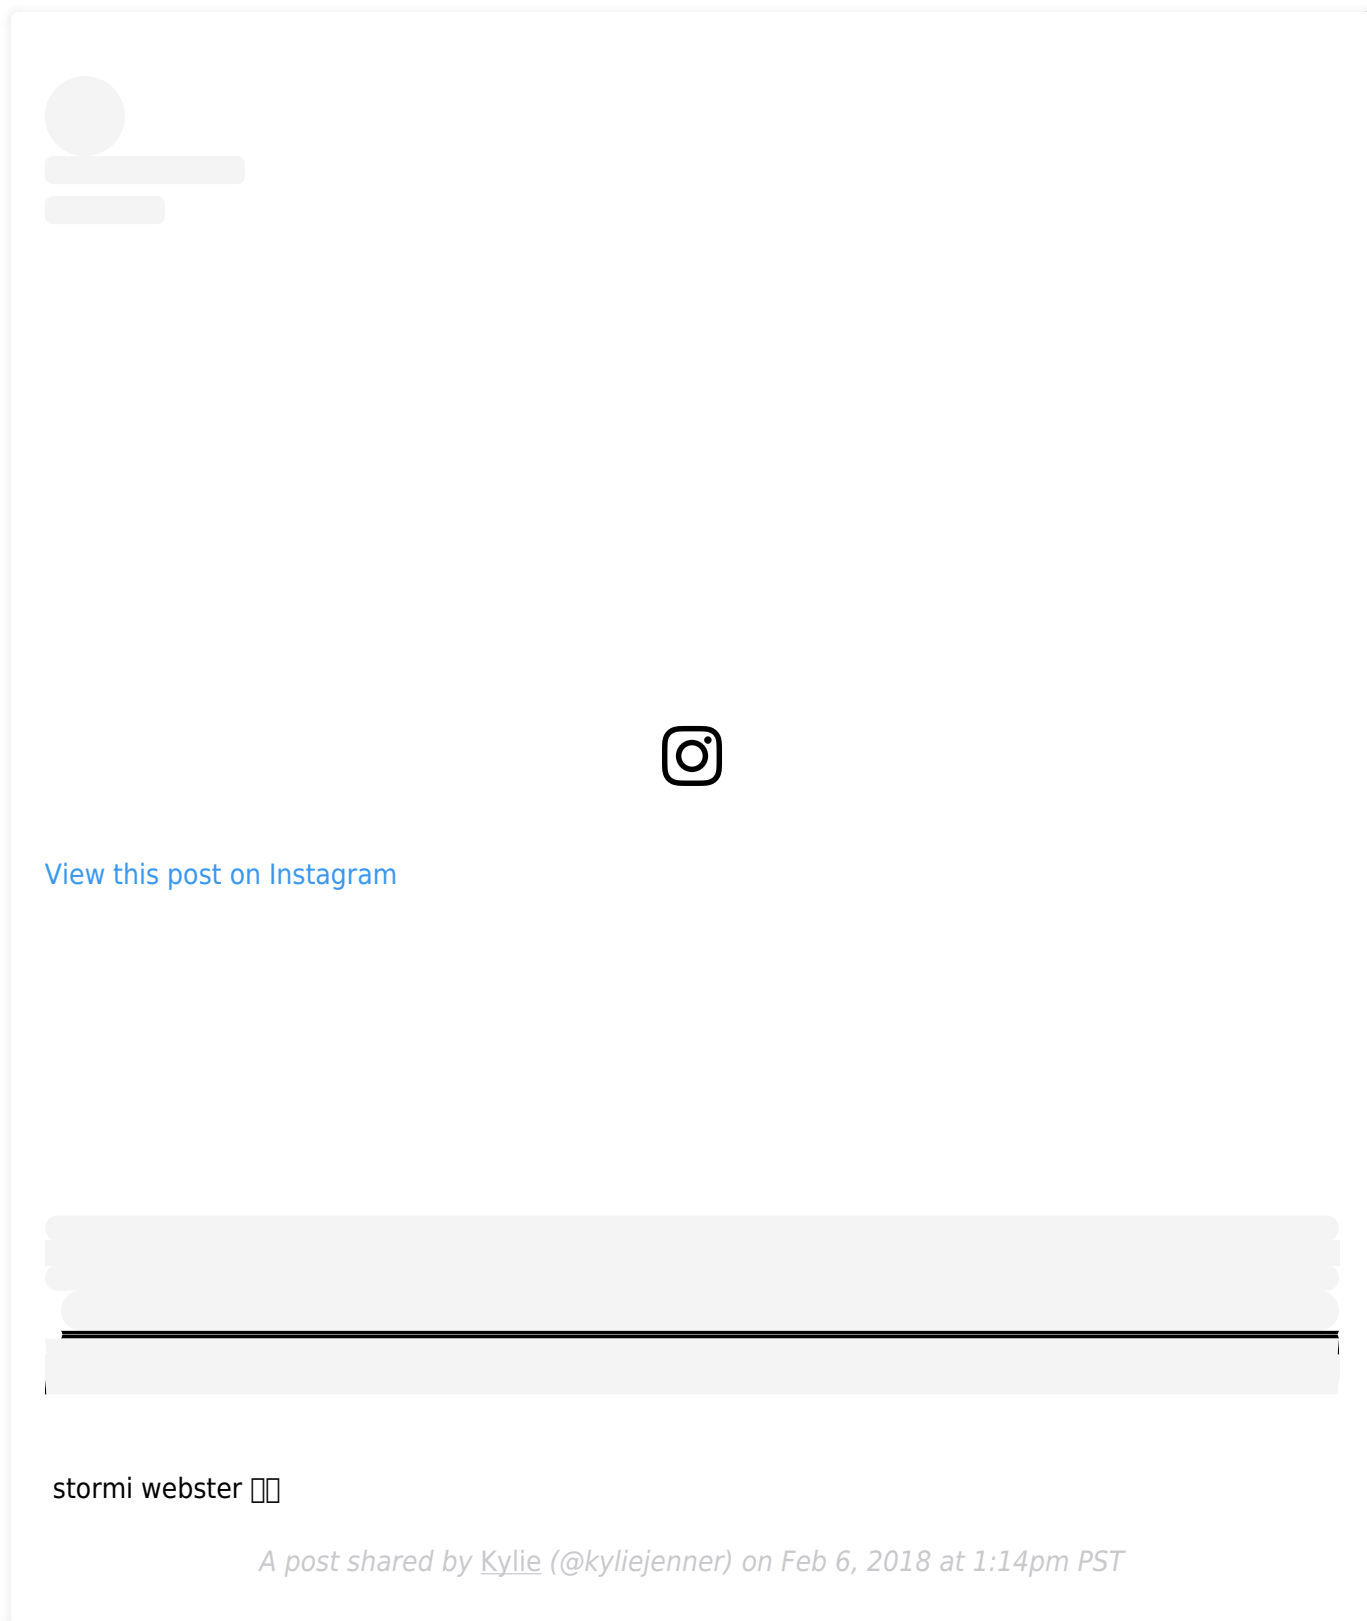 View this post on Instagram
stormi webster
A post shared by Kylie (@kyliejenner) on Feb 6, 2018 at 1:14pm PST